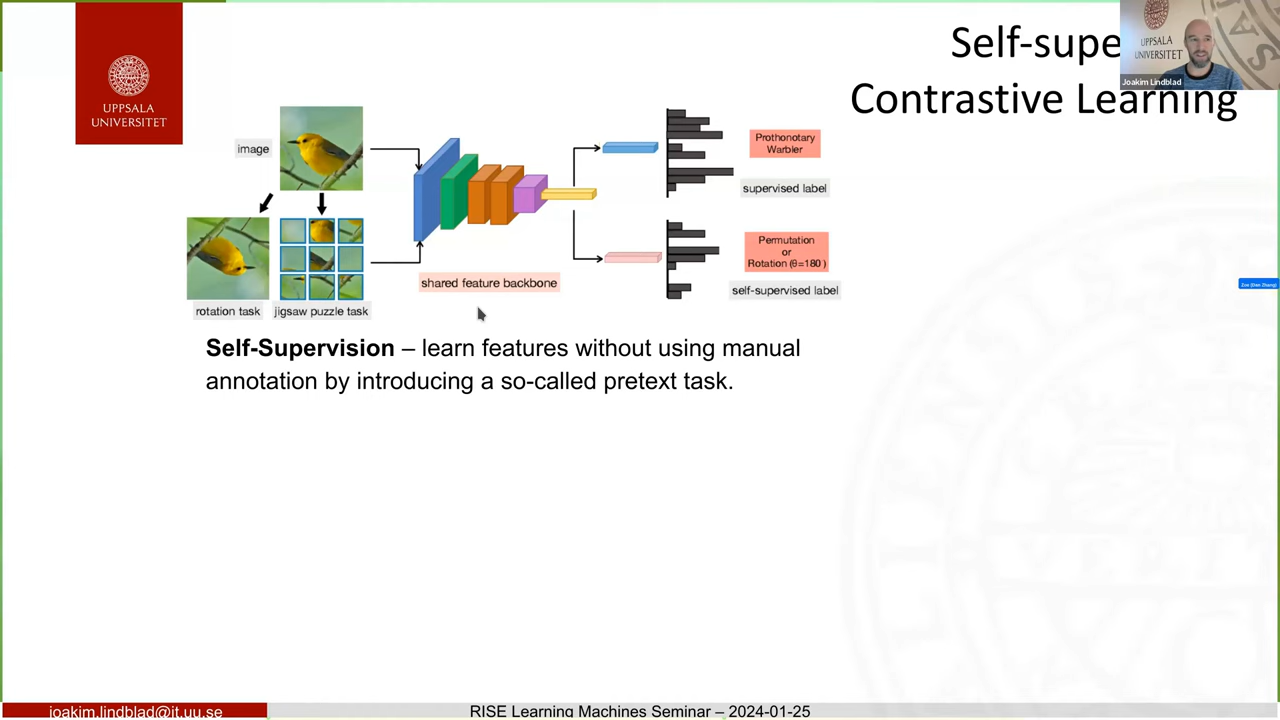 UPPSALA
UNIVERSITET
Self-supe
Contrastive Learning
UPPSALA
UNIVERSITET
Joakim Lindblad
image
rotation task
jigsaw puzzle task
shared feature backbone
Prothonotary
Warbler
supervised label
Permutation
or
Rotation (θ=180 )
self-supervised label
Self-Supervision – learn features without using manual
annotation by introducing a so-called pretext task.
joakim.lindblad@it.uu.se
RISE Learning Machines Seminar – 2024-01-25